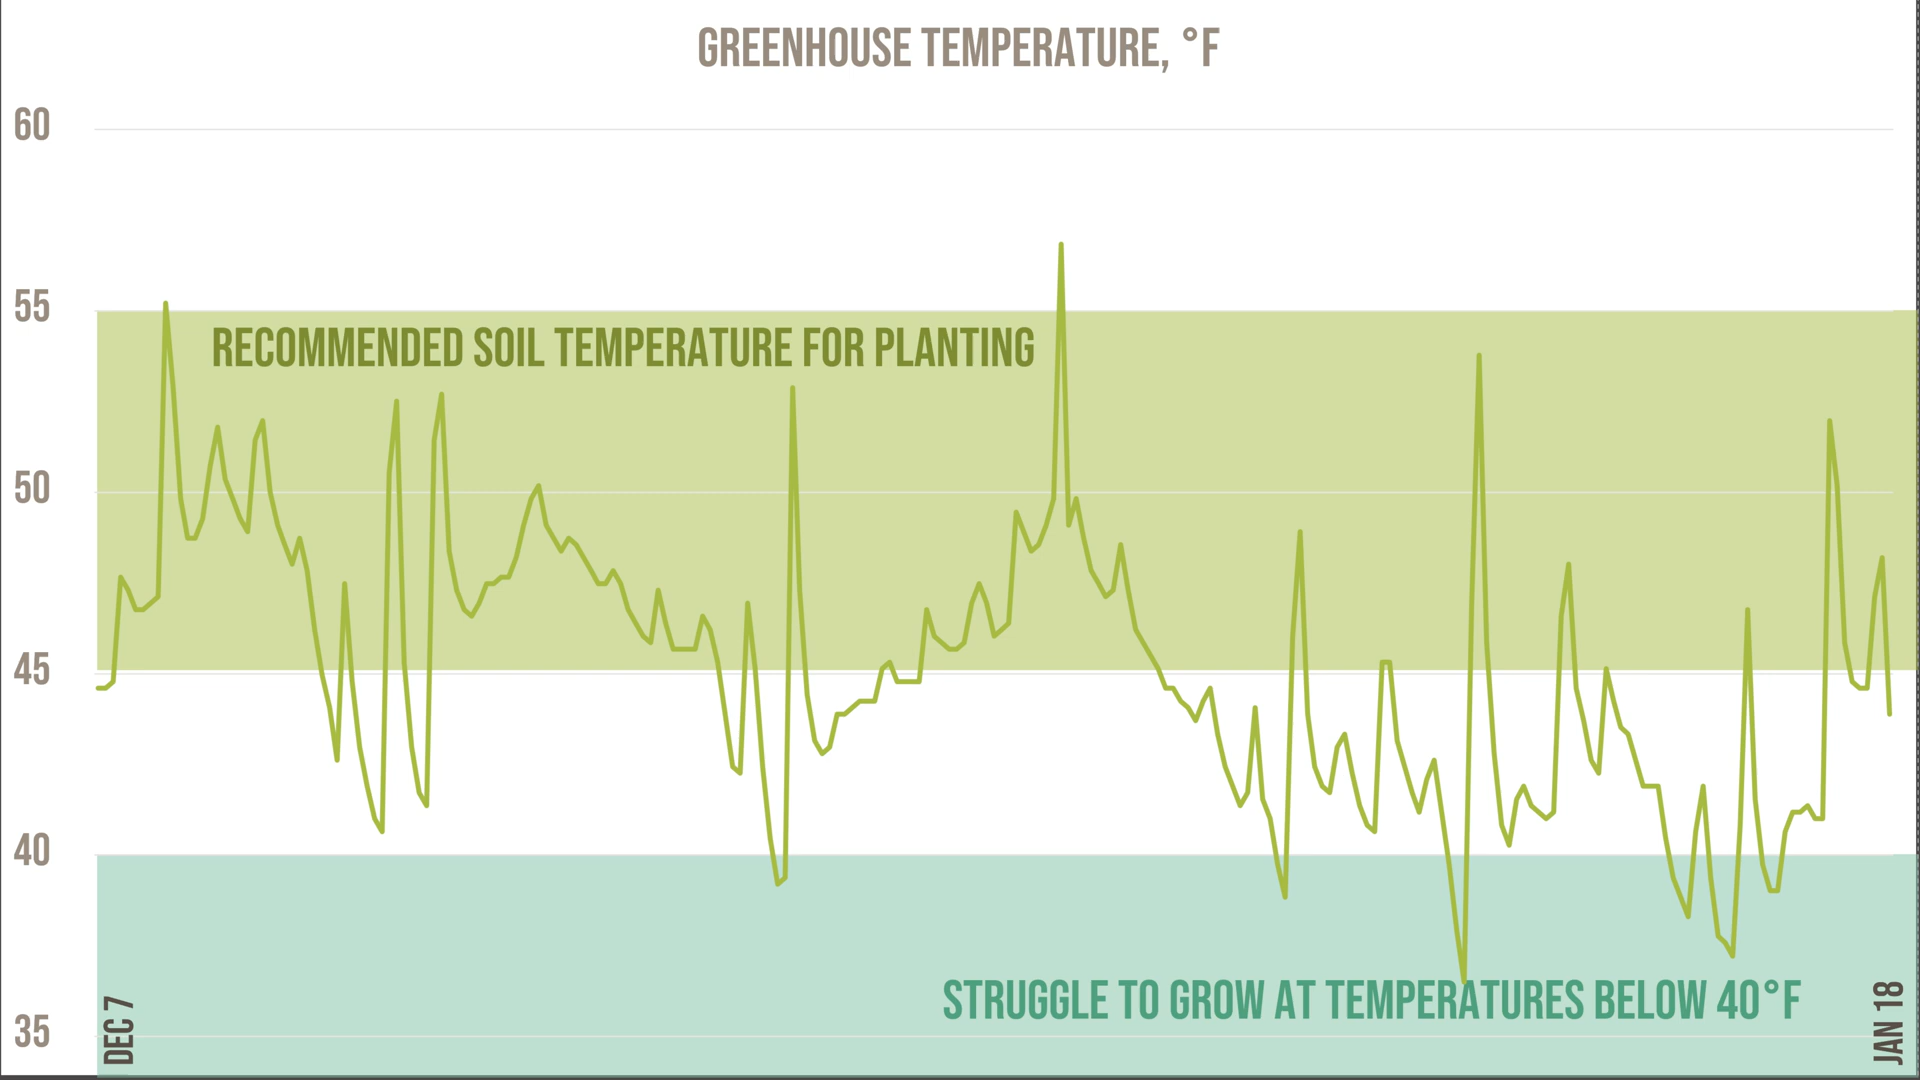 GREENHOUSE TEMPERATURE, °F
60
55
RECOMMENDED SOIL TEMPERATURE FOR PLANTING
50
45
40
STRUGGLE TO GROW AT TEMPERATURES BELOW 40°F
35
DEC 7
JAN 18